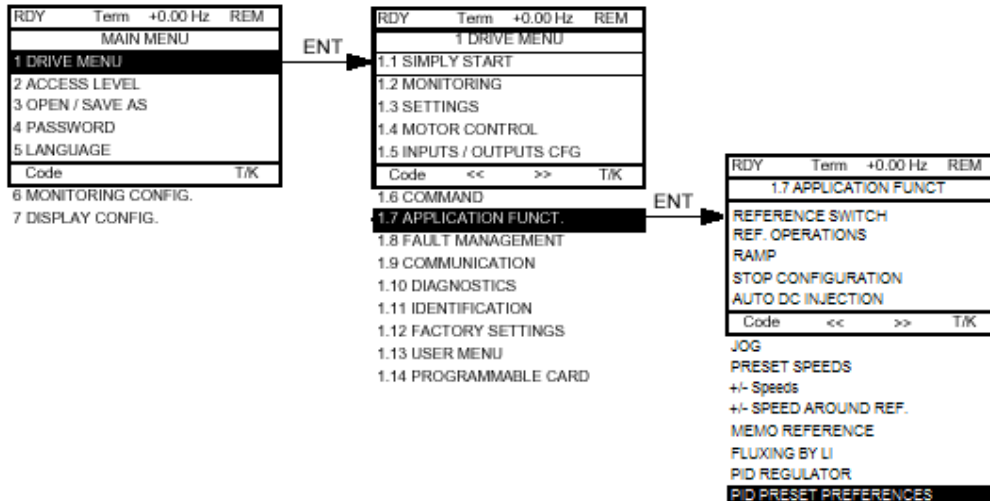 RDY Term +0.00 Hz REM
MAIN MENU
1 DRIVE MENU
2 ACCESS LEVEL
3 OPEN / SAVE AS
4 PASSWORD
5 LANGUAGE
Code T/K
6 MONITORING CONFIG.
7 DISPLAY CONFIG.
ENT
RDY Term +0.00 Hz REM
1 DRIVE MENU
1.1 SIMPLY START
1.2 MONITORING
1.3 SETTINGS
1.4 MOTOR CONTROL
1.5 INPUTS / OUTPUTS CFG
Code << >> T/K
1.6 COMMAND
1.7 APPLICATION FUNCT.
1.8 FAULT MANAGEMENT
1.9 COMMUNICATION
1.10 DIAGNOSTICS
1.11 IDENTIFICATION
1.12 FACTORY SETTINGS
1.13 USER MENU
1.14 PROGRAMMABLE CARD
ENT
RDY Term +0.00 Hz REM
1.7 APPLICATION FUNCT
REFERENCE SWITCH
REF. OPERATIONS
RAMP
STOP CONFIGURATION
AUTO DC INJECTION
Code << >> T/K
JOG
PRESET SPEEDS
+/- Speeds
+/- SPEED AROUND REF.
MEMO REFERENCE
FLUXING BY LI
PID REGULATOR
PID PRESET PREFERENCES